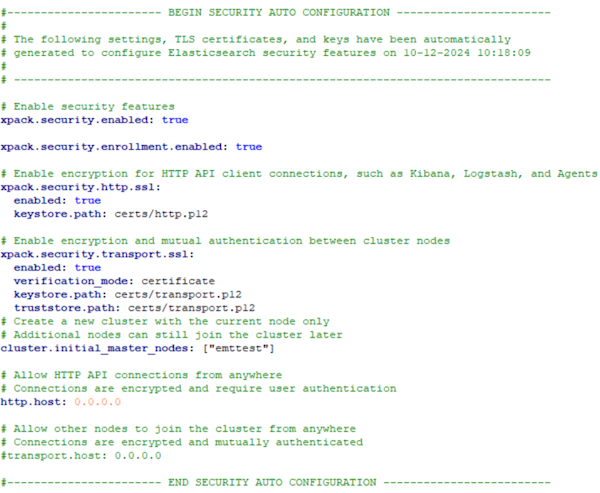 #----------------------- BEGIN SECURITY AUTO CONFIGURATION -----------------------
#
# The following settings, TLS certificates, and keys have been automatically
# generated to configure Elasticsearch security features on 10-12-2024 10:18:09
#
# --------------------------------------------------------------------------------
# Enable security features
xpack.security.enabled: true
xpack.security.enrollment.enabled: true
# Enable encryption for HTTP API client connections, such as Kibana, Logstash, and Agents
xpack.security.http.ssl:
  enabled: true
  keystore.path: certs/http.p12
# Enable encryption and mutual authentication between cluster nodes
xpack.security.transport.ssl:
  enabled: true
  verification_mode: certificate
  keystore.path: certs/transport.p12
  truststore.path: certs/transport.p12
# Create a new cluster with the current node only
# Additional nodes can still join the cluster later
cluster.initial_master_nodes: ["emttest"]
# Allow HTTP API connections from anywhere
# Connections are encrypted and require user authentication
http.host: 0.0.0.0
# Allow other nodes to join the cluster from anywhere
# Connections are encrypted and mutually authenticated
#transport.host: 0.0.0.0
#----------------------- END SECURITY AUTO CONFIGURATION -------------------------